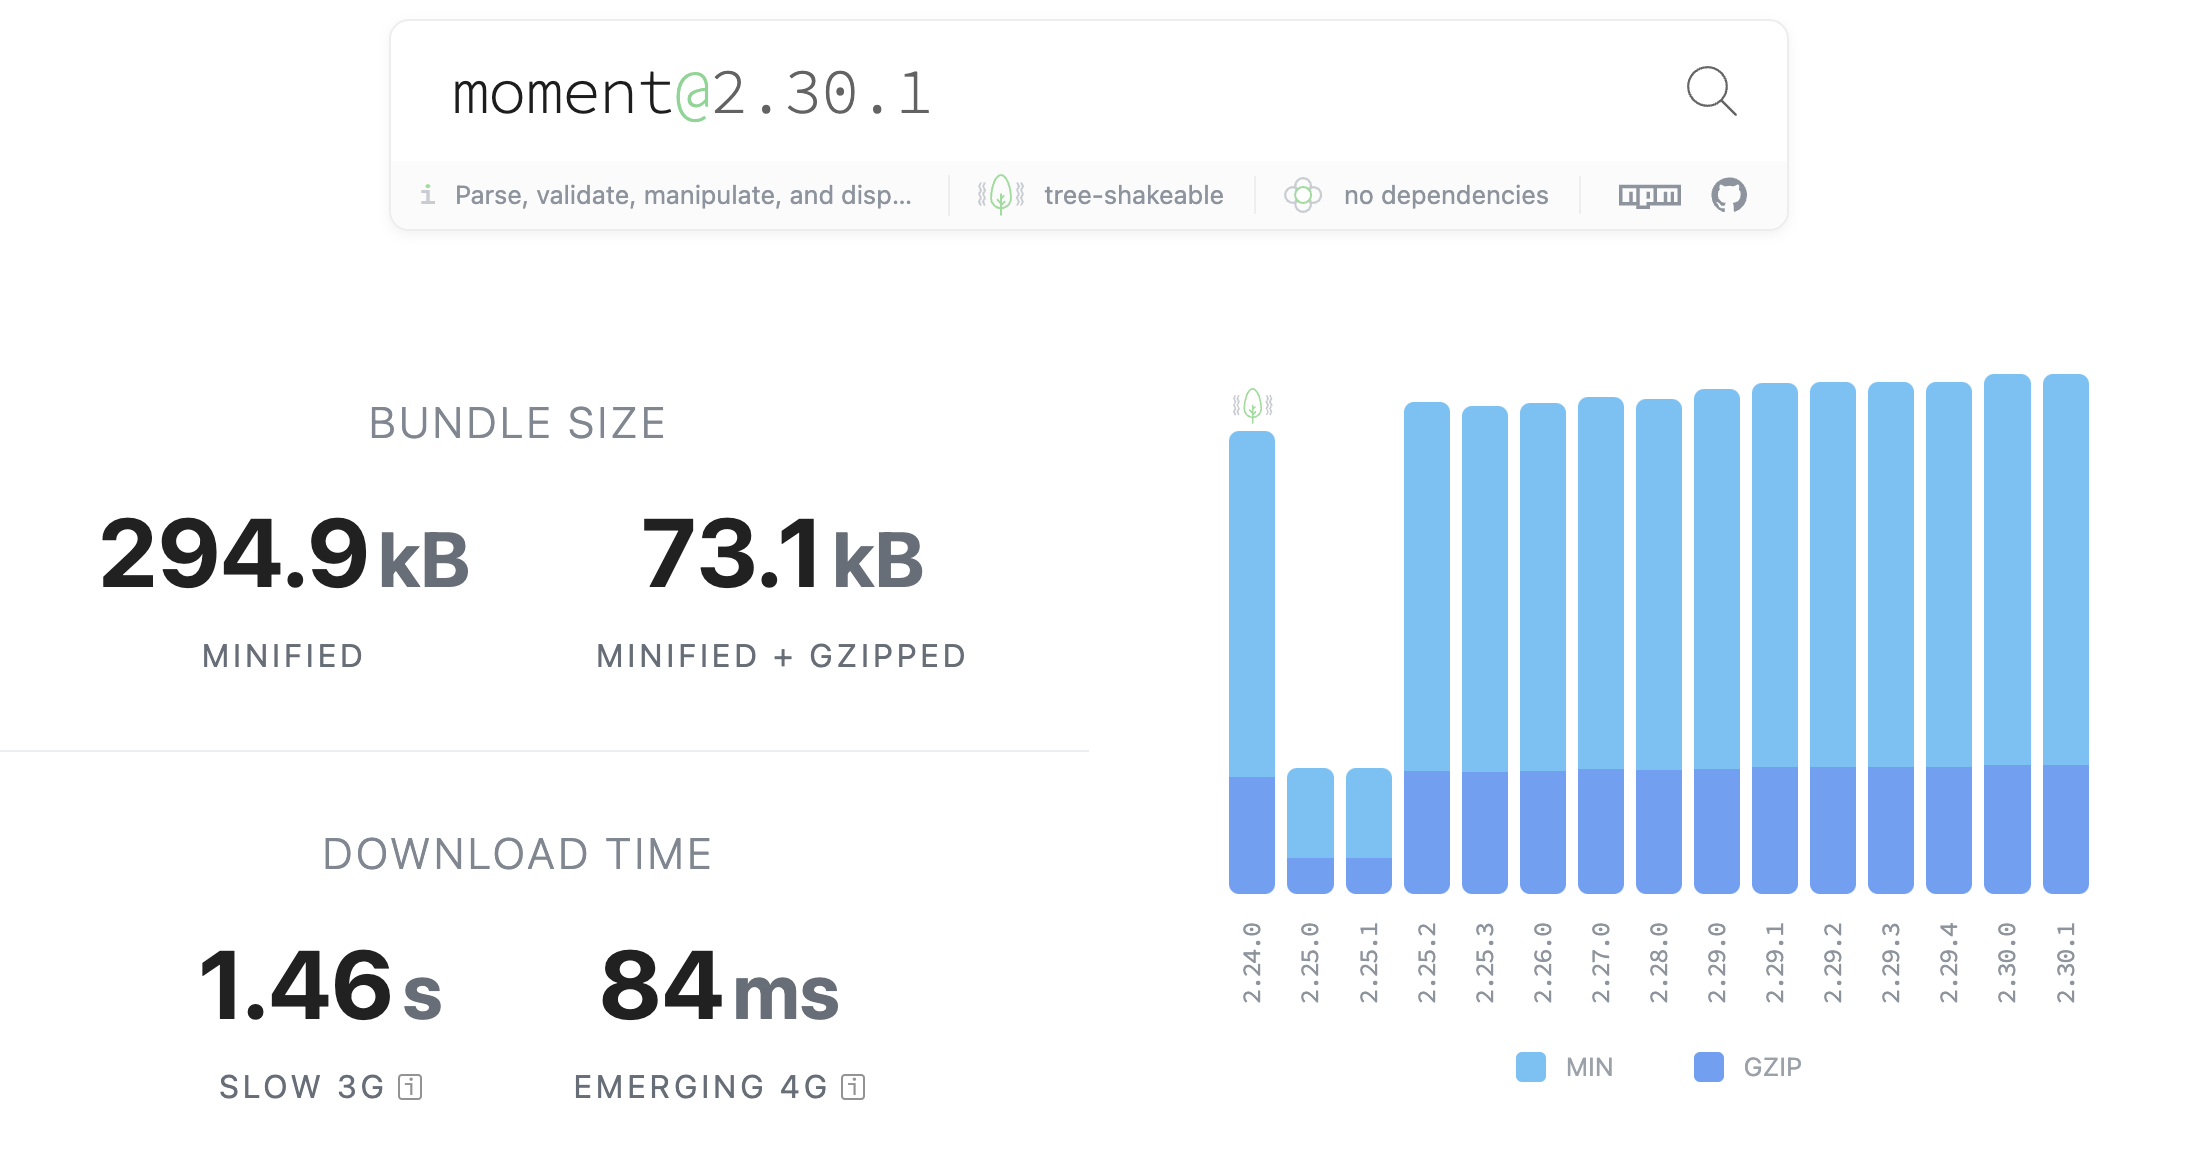 moment@2.30.1
i Parse, validate, manipulate, and disp... tree-shakeable no dependencies npm
BUNDLE SIZE
294.9 kB 73.1 kB
MINIFIED MINIFIED + GZIPPED
DOWNLOAD TIME
1.46 s 84 ms
SLOW 3G i EMERGING 4G i
2.24.0 2.25.0 2.25.1 2.25.2 2.25.3 2.26.0 2.27.0 2.28.0 2.29.0 2.29.1 2.29.2 2.29.3 2.29.4 2.30.0 2.30.1
MIN GZIP